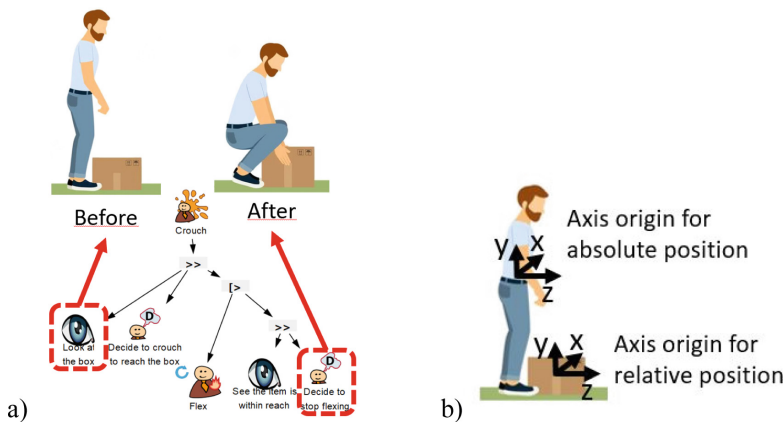 Before
After
Crouch
>>
[>
>>
Look at
the box
D
Decide to crouch
to reach the box
Flex
See the item is
within reach
D
Decide to
stop flexing
a)
y
x
z
Axis origin for
absolute position
y
x
z
Axis origin for
relative position
b)